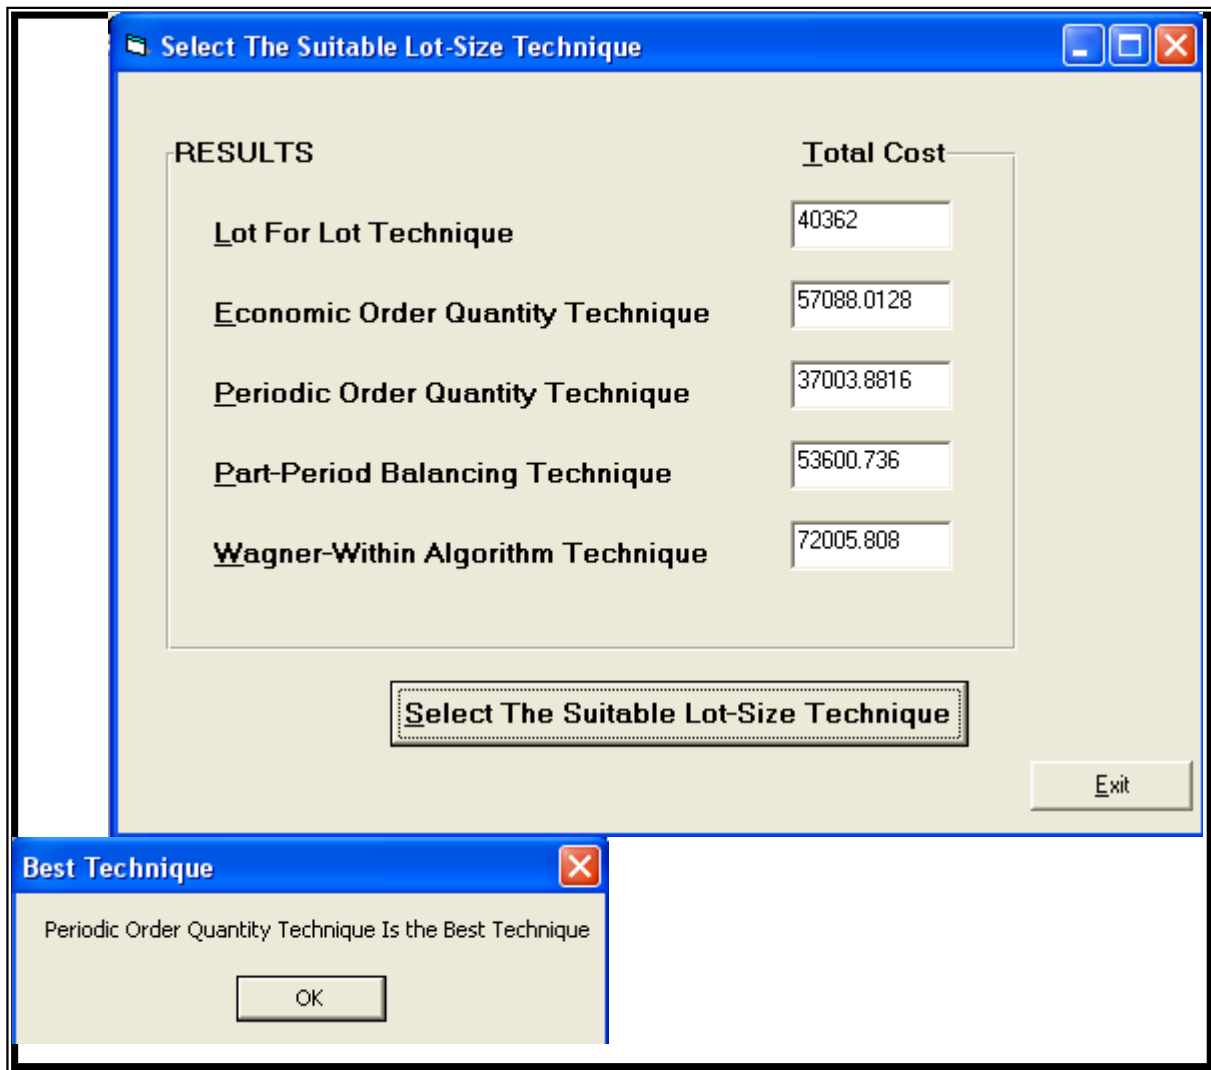 Select The Suitable Lot-Size Technique
RESULTS Total Cost
Lot For Lot Technique 40362
Economic Order Quantity Technique 57088.0128
Periodic Order Quantity Technique 37003.8816
Part-Period Balancing Technique 53600.736
Wagner-Within Algorithm Technique 72005.808
Select The Suitable Lot-Size Technique
Exit
Best Technique
Periodic Order Quantity Technique Is the Best Technique
OK